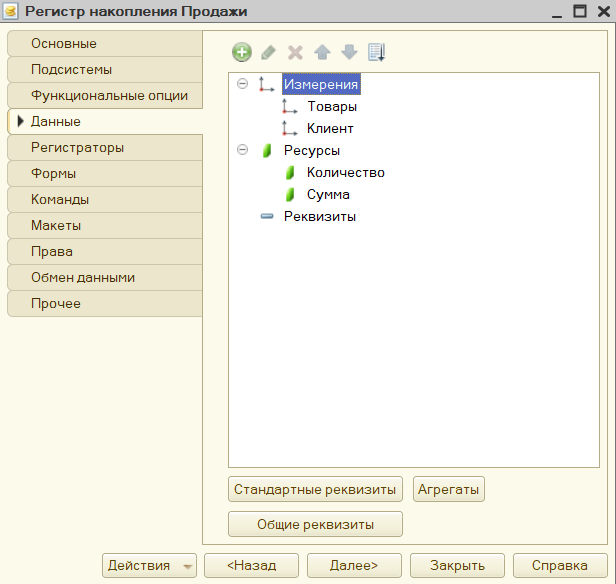 Регистр накопления Продажи
Основные
Подсистемы
Функциональные опции
Данные
Регистраторы
Формы
Команды
Макеты
Права
Обмен данными
Прочее
Измерения
Товары
Клиент
Ресурсы
Количество
Сумма
Реквизиты
Стандартные реквизиты
Агрегаты
Общие реквизиты
Действия
<Назад
Далее>
Закрыть
Справка